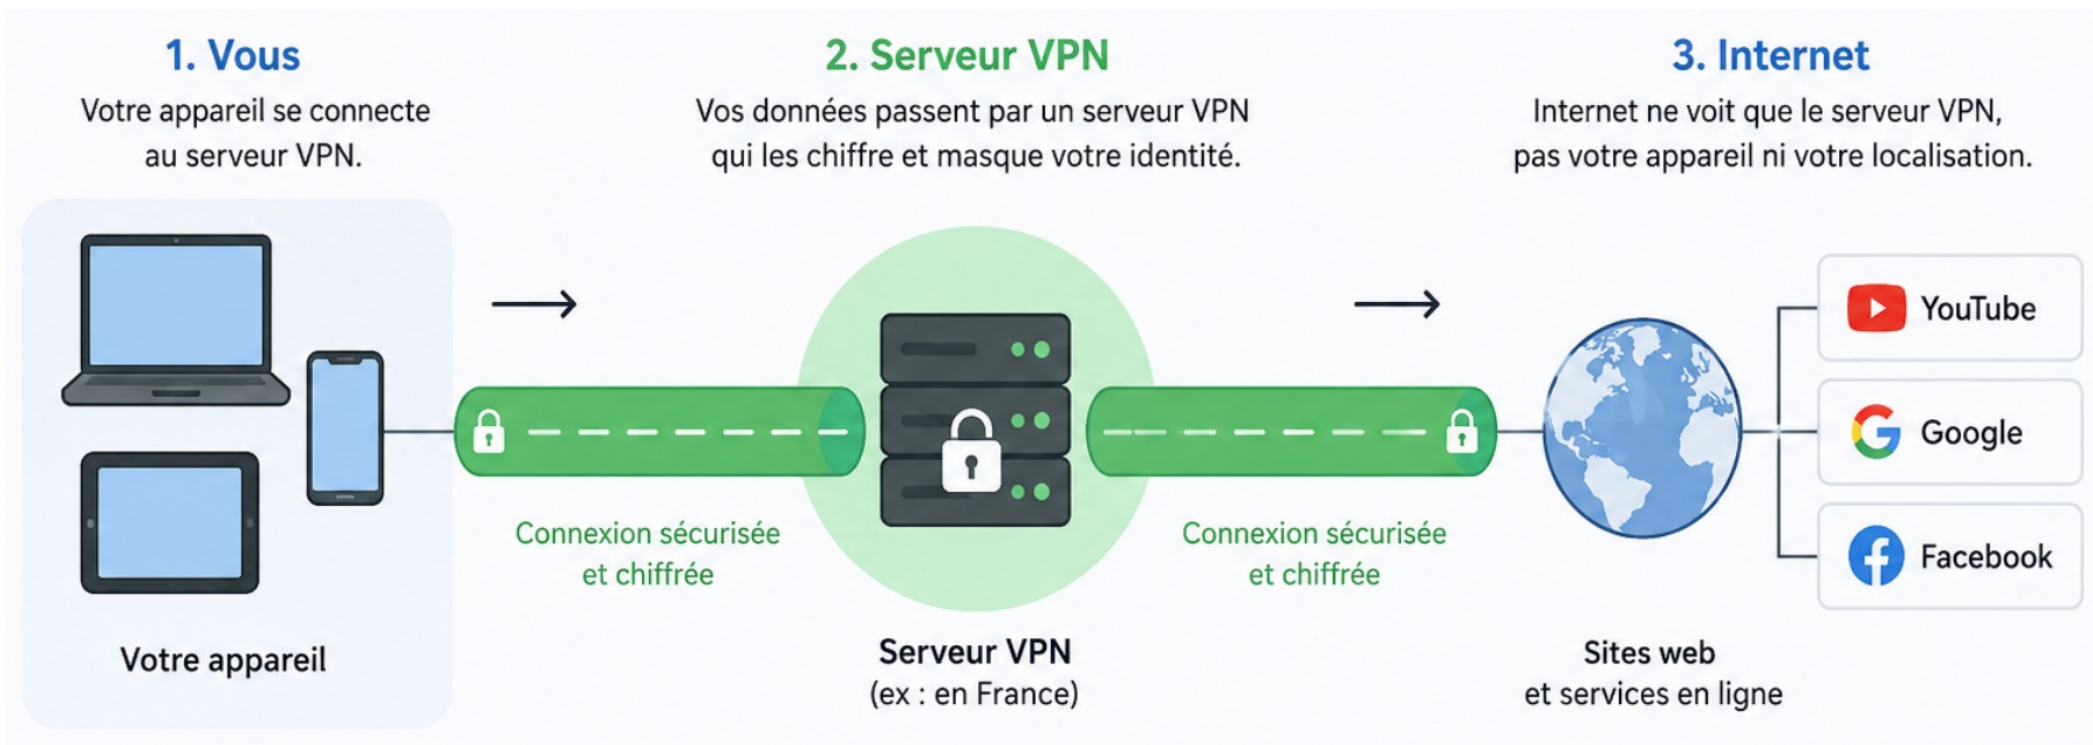 1. Vous
Votre appareil se connecte
au serveur VPN.
2. Serveur VPN
Vos données passent par un serveur VPN
qui les chiffre et masque votre identité.
3. Internet
Internet ne voit que le serveur VPN,
pas votre appareil ni votre localisation.
Votre appareil
Connexion sécurisée
et chiffrée
Serveur VPN
(ex : en France)
Connexion sécurisée
et chiffrée
Sites web
et services en ligne
YouTube
Google
Facebook